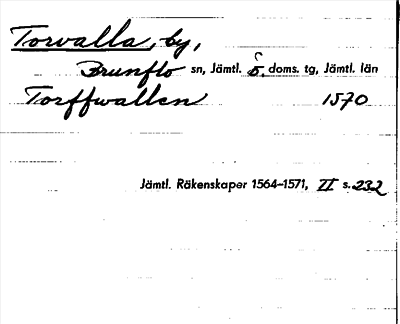 Torvalla, by,
Brunflo sn, Jämtl. ö. doms. tg, Jämtl. län
Torffwallen 1570
Jämtl. Räkenskaper 1564–1571, II s. 232